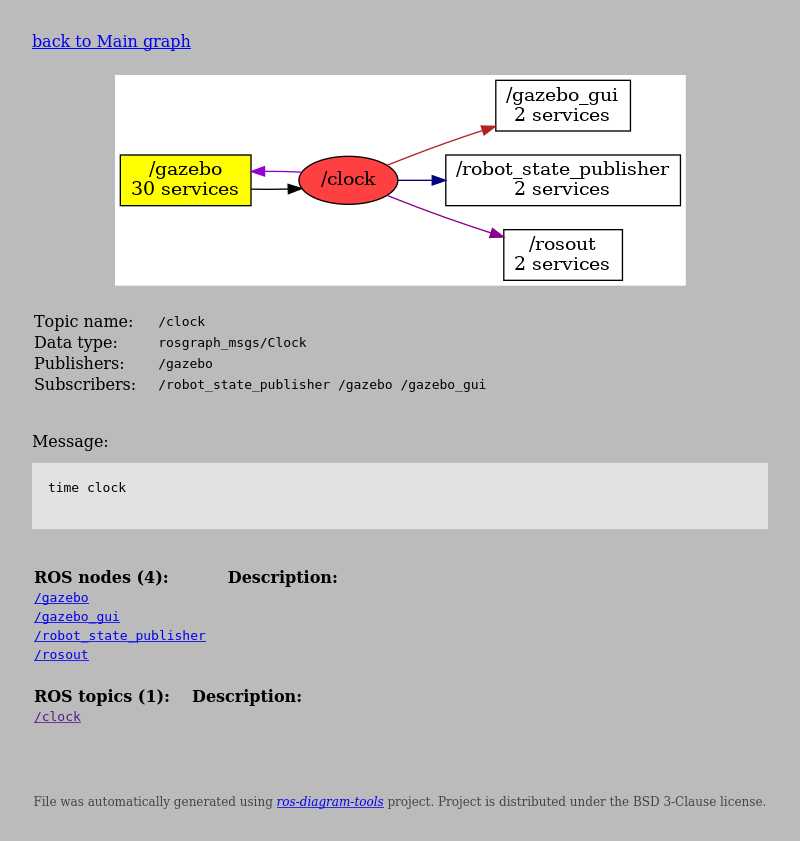 back to Main graph
/gazebo_gui
2 services
/gazebo
30 services
/clock
/robot_state_publisher
2 services
/rosout
2 services
Topic name: /clock
Data type: rosgraph_msgs/Clock
Publishers: /gazebo
Subscribers: /robot_state_publisher /gazebo /gazebo_gui
Message:
time clock
ROS nodes (4): Description:
/gazebo
/gazebo_gui
/robot_state_publisher
/rosout
ROS topics (1): Description:
/clock
File was automatically generated using ros-diagram-tools project. Project is distributed under the BSD 3-Clause license.